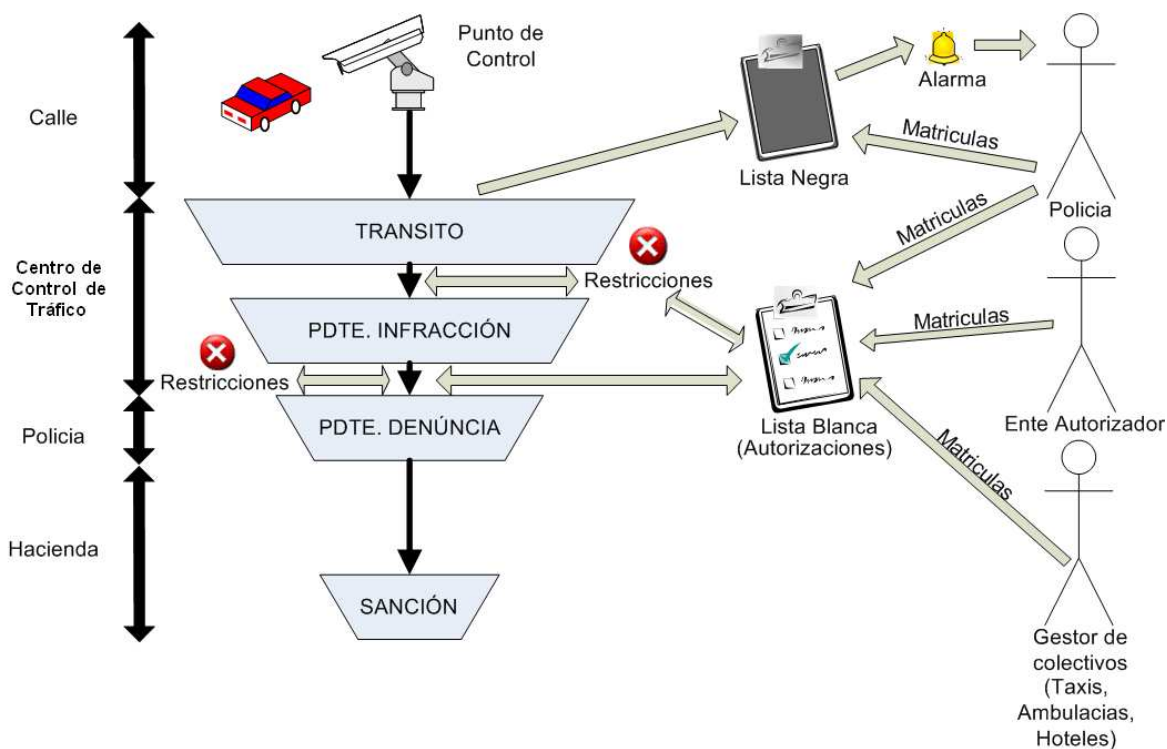 Punto de
Control
Calle
Alarma
Matriculas
Lista Negra
Policia
TRANSITO
Matriculas
Centro de
Control de
Tráfico
Restricciones
PDTE. INFRACCIÓN
Matriculas
Restricciones
PDTE. DENÚNCIA
Policia
Lista Blanca
(Autorizaciones)
Ente Autorizador
Matriculas
Hacienda
SANCIÓN
Gestor de
colectivos
(Taxis,
Ambulacias,
Hoteles)